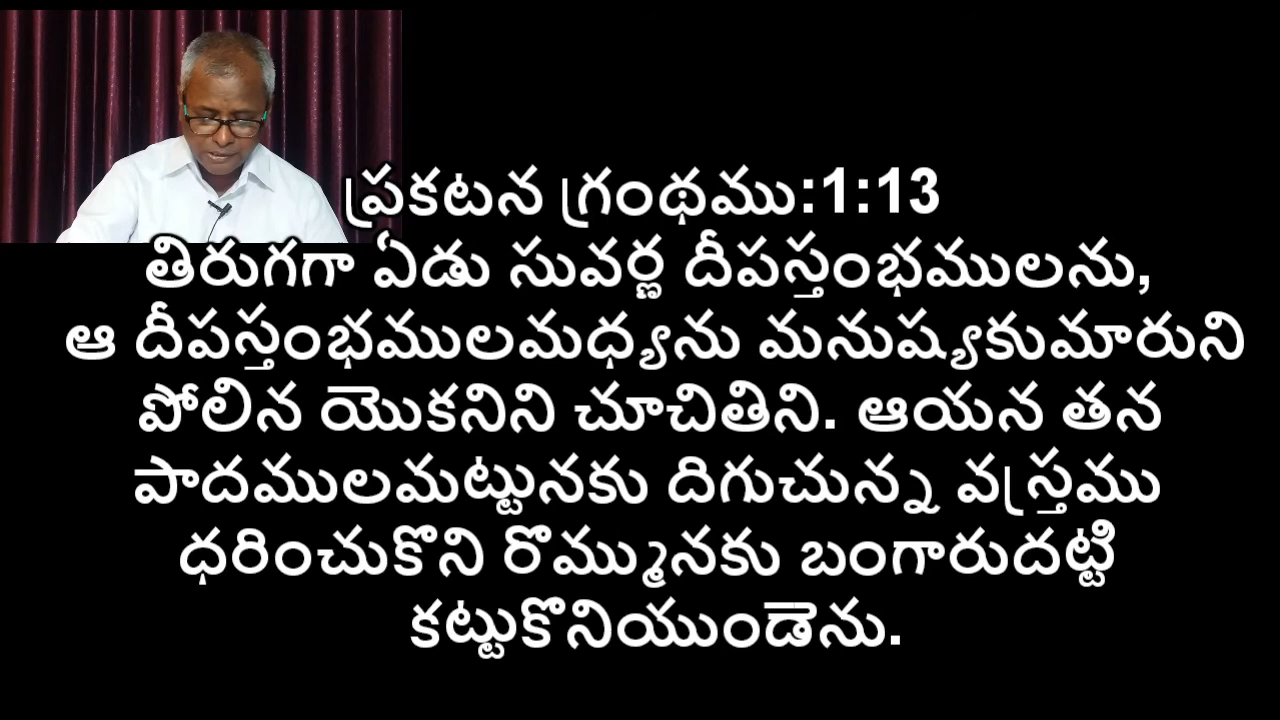 ప్రకటన గ్రంథము:1:13
తిరుగగా ఏడు సువర్ణ దీపస్తంభములను,
ఆ దీపస్తంభములమధ్యను మనుష్యకుమారుని
పోలిన యొకనిని చూచితిని. ఆయన తన
పాదములమట్టునకు దిగుచున్న వస్త్రము
ధరించుకొని రొమ్మునకు బంగారుదట్టి
కట్టుకొనియుండెను.